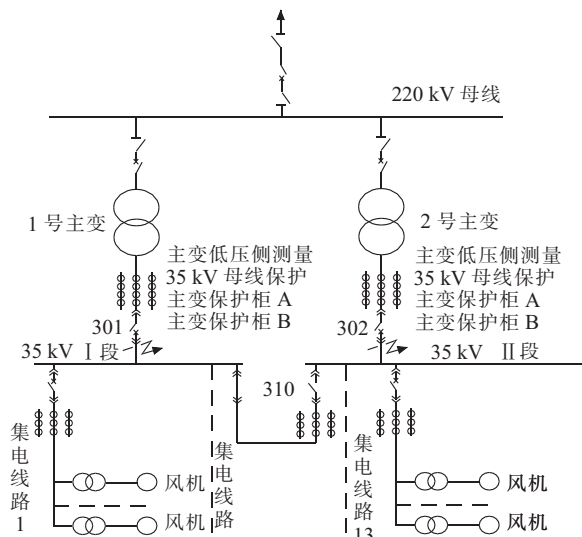 220 kV 母线
1 号主变
2 号主变
主变低压侧测量
35 kV 母线保护
主变保护柜 A
主变保护柜 B
主变低压侧测量
35 kV 母线保护
主变保护柜 A
主变保护柜 B
301
302
35 kV Ⅰ段
35 kV Ⅱ段
310
集电线路1
集电线路
集电线路13
风机
风机
风机
风机